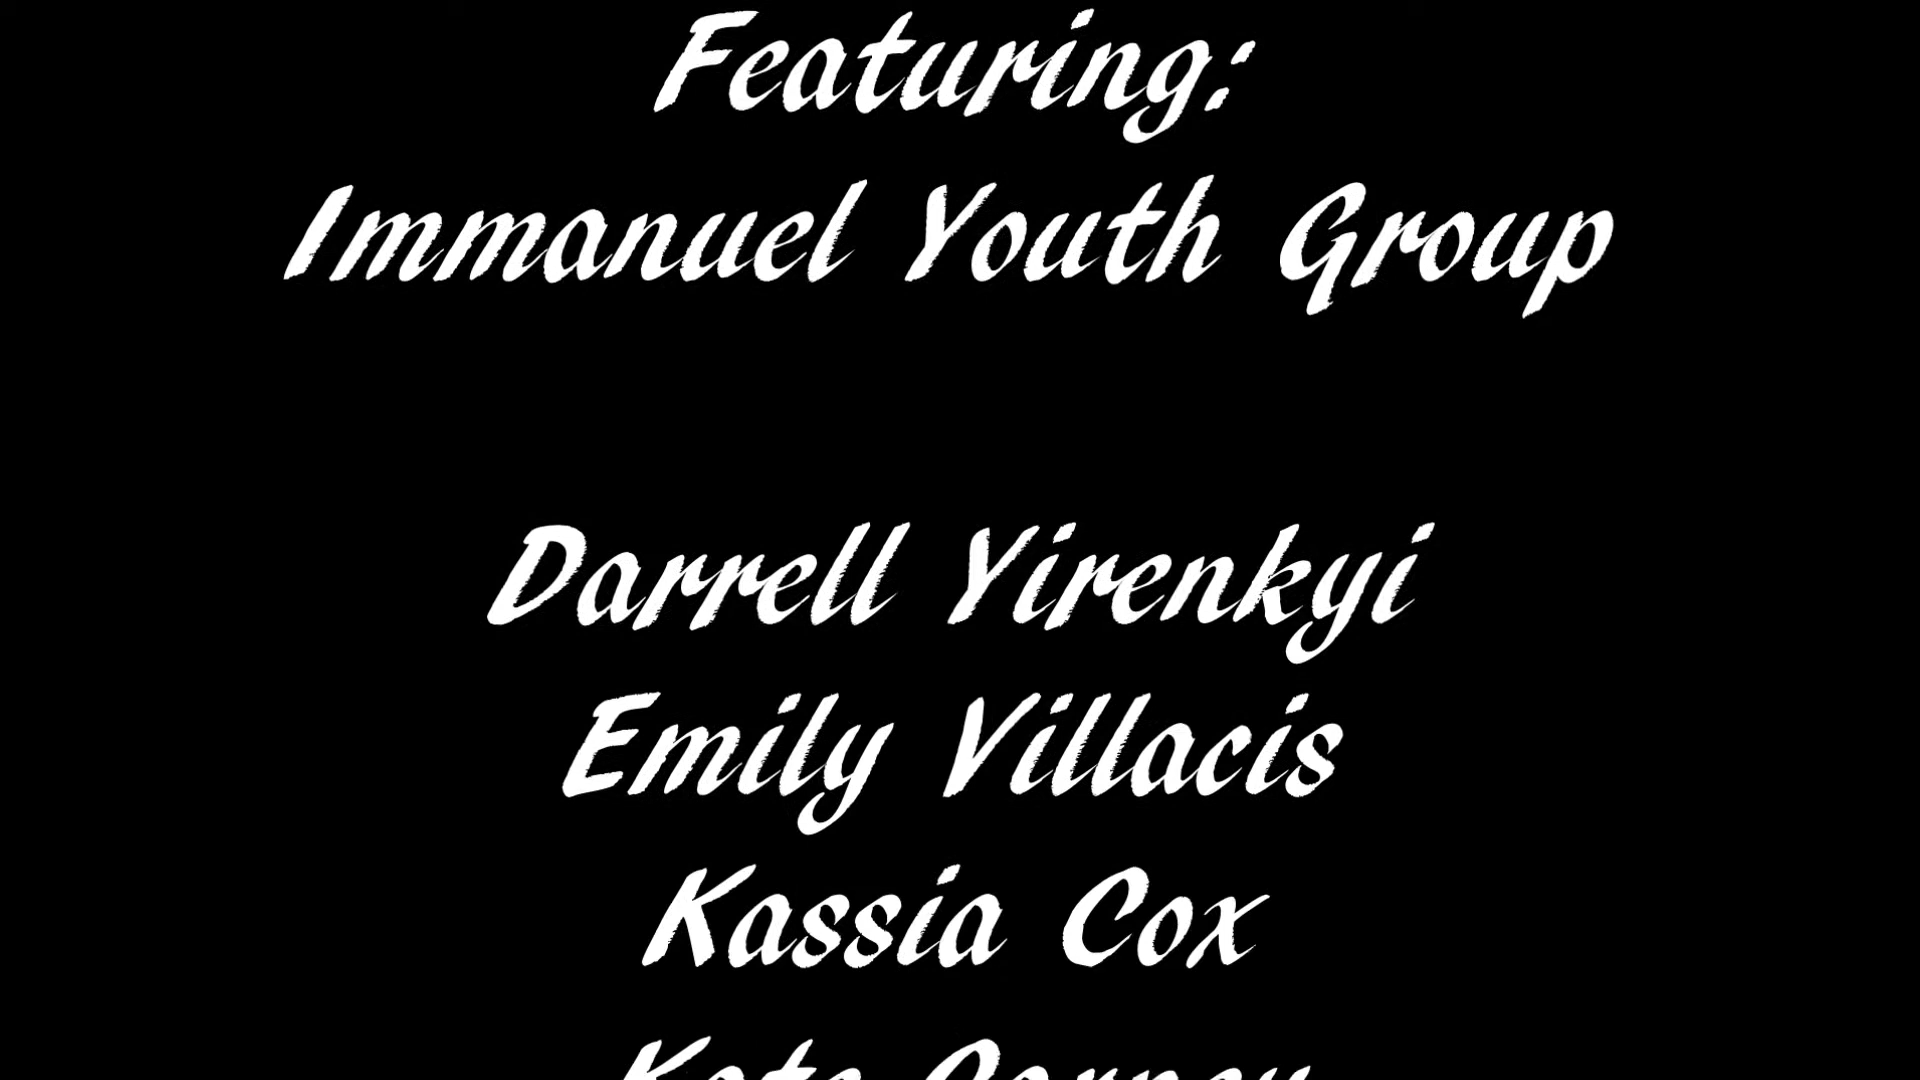 Featuring:
Immanuel Youth Group
Darrell Yirenkyi
Emily Villacis
Kassia Cox